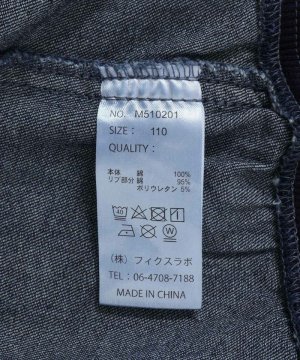 NO. M510201
SIZE: 110
QUALITY:
本体 綿 100%
リブ部分 綿 95%
ポリウレタン 5%
40
(株) フィクスラボ
TEL: 06-4708-7188
MADE IN CHINA